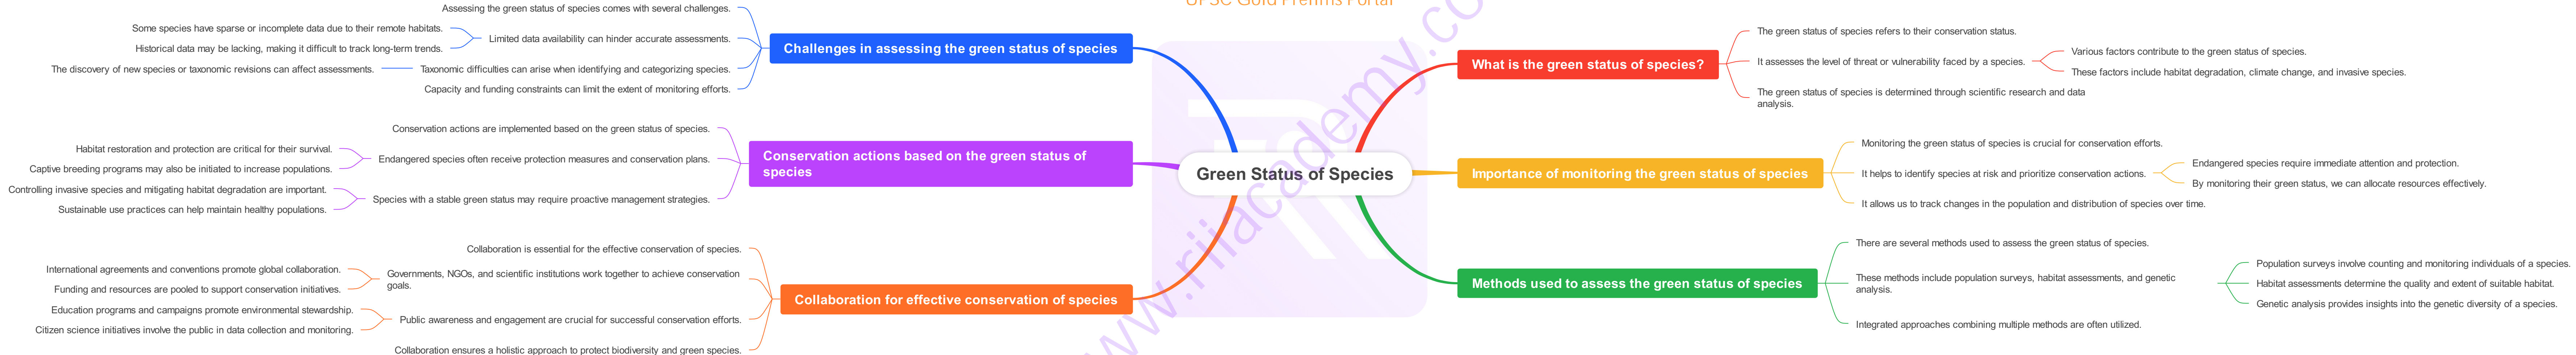 UPSC Gold Prelims Portal
Green Status of Species
What is the green status of species?
The green status of species refers to their conservation status.
It assesses the level of threat or vulnerability faced by a species.
Various factors contribute to the green status of species.
These factors include habitat degradation, climate change, and invasive species.
The green status of species is determined through scientific research and data
analysis.
Importance of monitoring the green status of species
Monitoring the green status of species is crucial for conservation efforts.
It helps to identify species at risk and prioritize conservation actions.
Endangered species require immediate attention and protection.
By monitoring their green status, we can allocate resources effectively.
It allows us to track changes in the population and distribution of species over time.
Methods used to assess the green status of species
There are several methods used to assess the green status of species.
These methods include population surveys, habitat assessments, and genetic
analysis.
Population surveys involve counting and monitoring individuals of a species.
Habitat assessments determine the quality and extent of suitable habitat.
Genetic analysis provides insights into the genetic diversity of a species.
Integrated approaches combining multiple methods are often utilized.
Challenges in assessing the green status of species
Assessing the green status of species comes with several challenges.
Limited data availability can hinder accurate assessments.
Some species have sparse or incomplete data due to their remote habitats.
Historical data may be lacking, making it difficult to track long-term trends.
Taxonomic difficulties can arise when identifying and categorizing species.
The discovery of new species or taxonomic revisions can affect assessments.
Capacity and funding constraints can limit the extent of monitoring efforts.
Conservation actions based on the green status of
species
Conservation actions are implemented based on the green status of species.
Endangered species often receive protection measures and conservation plans.
Habitat restoration and protection are critical for their survival.
Captive breeding programs may also be initiated to increase populations.
Species with a stable green status may require proactive management strategies.
Controlling invasive species and mitigating habitat degradation are important.
Sustainable use practices can help maintain healthy populations.
Collaboration for effective conservation of species
Collaboration is essential for the effective conservation of species.
Governments, NGOs, and scientific institutions work together to achieve conservation
goals.
International agreements and conventions promote global collaboration.
Funding and resources are pooled to support conservation initiatives.
Public awareness and engagement are crucial for successful conservation efforts.
Education programs and campaigns promote environmental stewardship.
Citizen science initiatives involve the public in data collection and monitoring.
Collaboration ensures a holistic approach to protect biodiversity and green species.